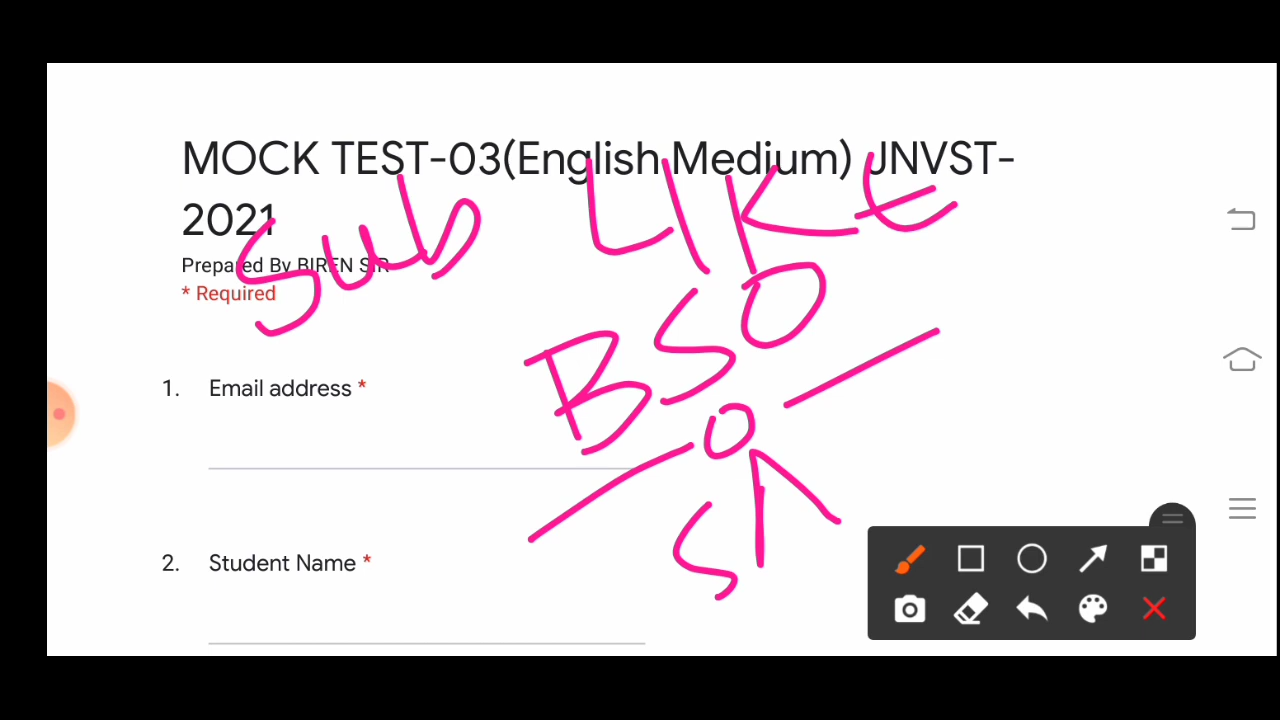 MOCK TEST-03(English Medium) JNVST-
2021
Prepared By BIREN SIR
* Required
Sub LIKE
BSO
1. Email address *
2. Student Name *